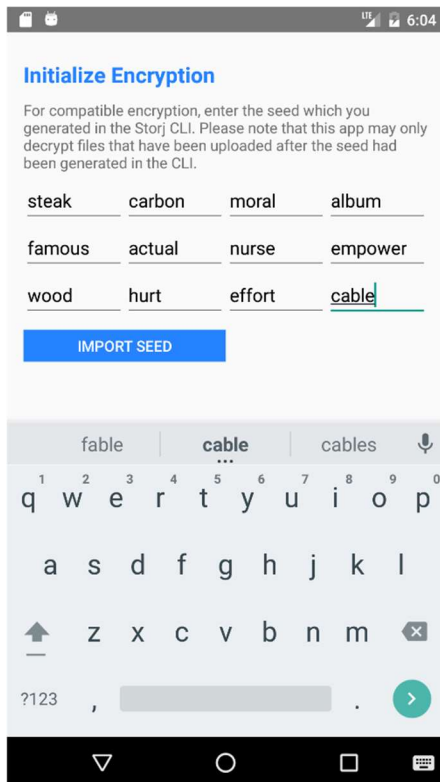 LTE 6:04
Initialize Encryption
For compatible encryption, enter the seed which you
generated in the Storj CLI. Please note that this app may only
decrypt files that have been uploaded after the seed had
been generated in the CLI.
steak carbon moral album
famous actual nurse empower
wood hurt effort cable
IMPORT SEED
fable cable cables
1 2 3 4 5 6 7 8 9 0
q w e r t y u i o p
a s d f g h j k l
z x c v b n m
?123 , .